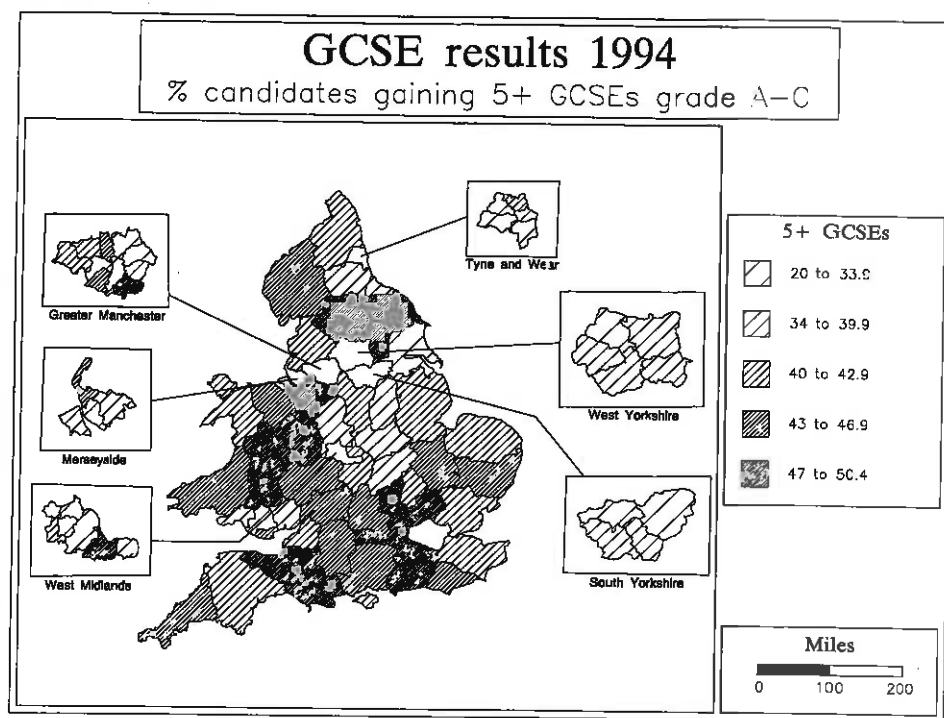 GCSE results 1994
% candidates gaining 5+ GCSEs grade A-C
Tyne and Wear
Greater Manchester
West Yorkshire
Merseyside
West Midlands
South Yorkshire
5+ GCSEs
20 to 33.9
34 to 39.9
40 to 42.9
43 to 46.9
47 to 50.4
Miles
0 100 200